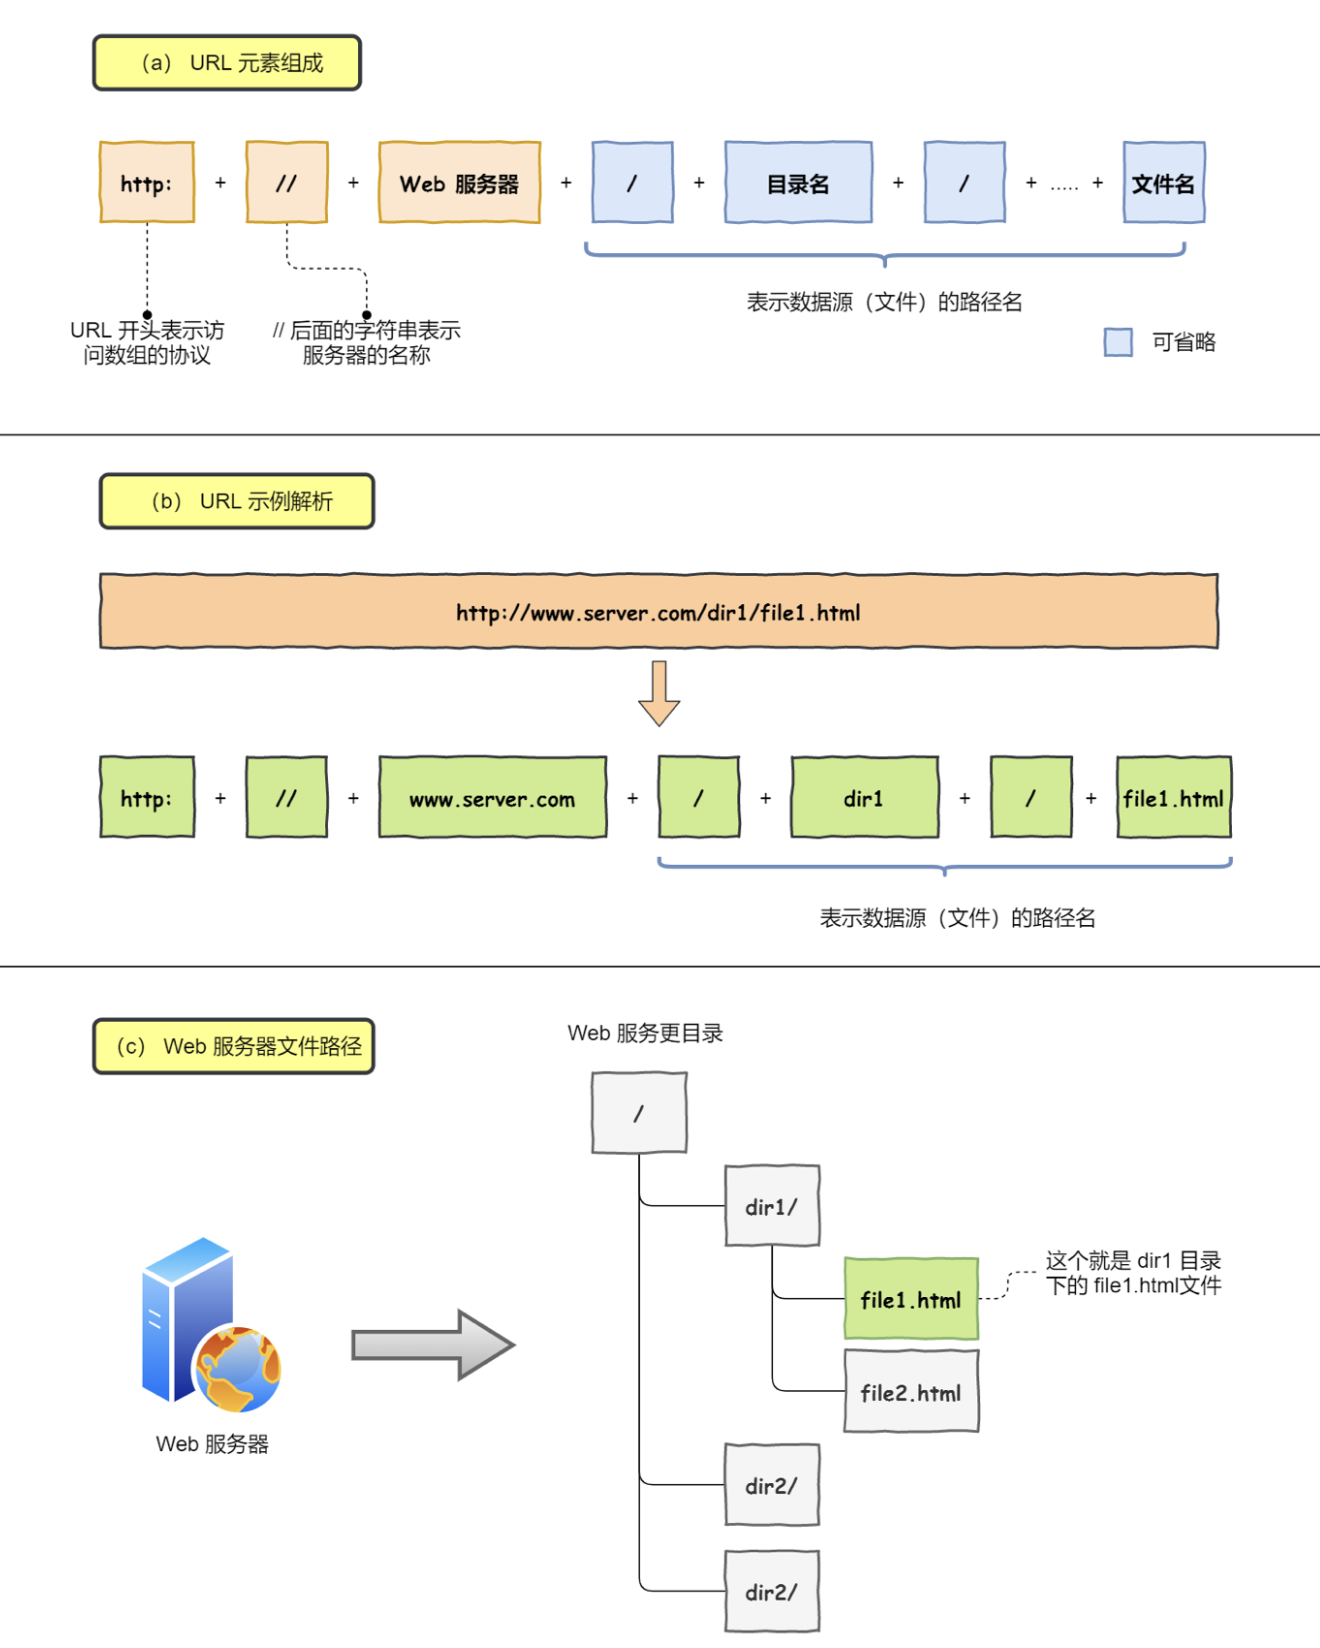 （a） URL 元素组成
http: + // + Web 服务器 + / + 目录名 + / + ..... + 文件名
表示数据源（文件）的路径名
URL 开头表示访
问数组的协议
// 后面的字符串表示
服务器的名称
可省略
（b） URL 示例解析
http://www.server.com/dir1/file1.html
http: + // + www.server.com + / + dir1 + / + file1.html
表示数据源（文件）的路径名
（c） Web 服务器文件路径
Web 服务更目录
/
dir1/
file1.html
这个就是 dir1 目录
下的 file1.html文件
file2.html
Web 服务器
dir2/
dir2/